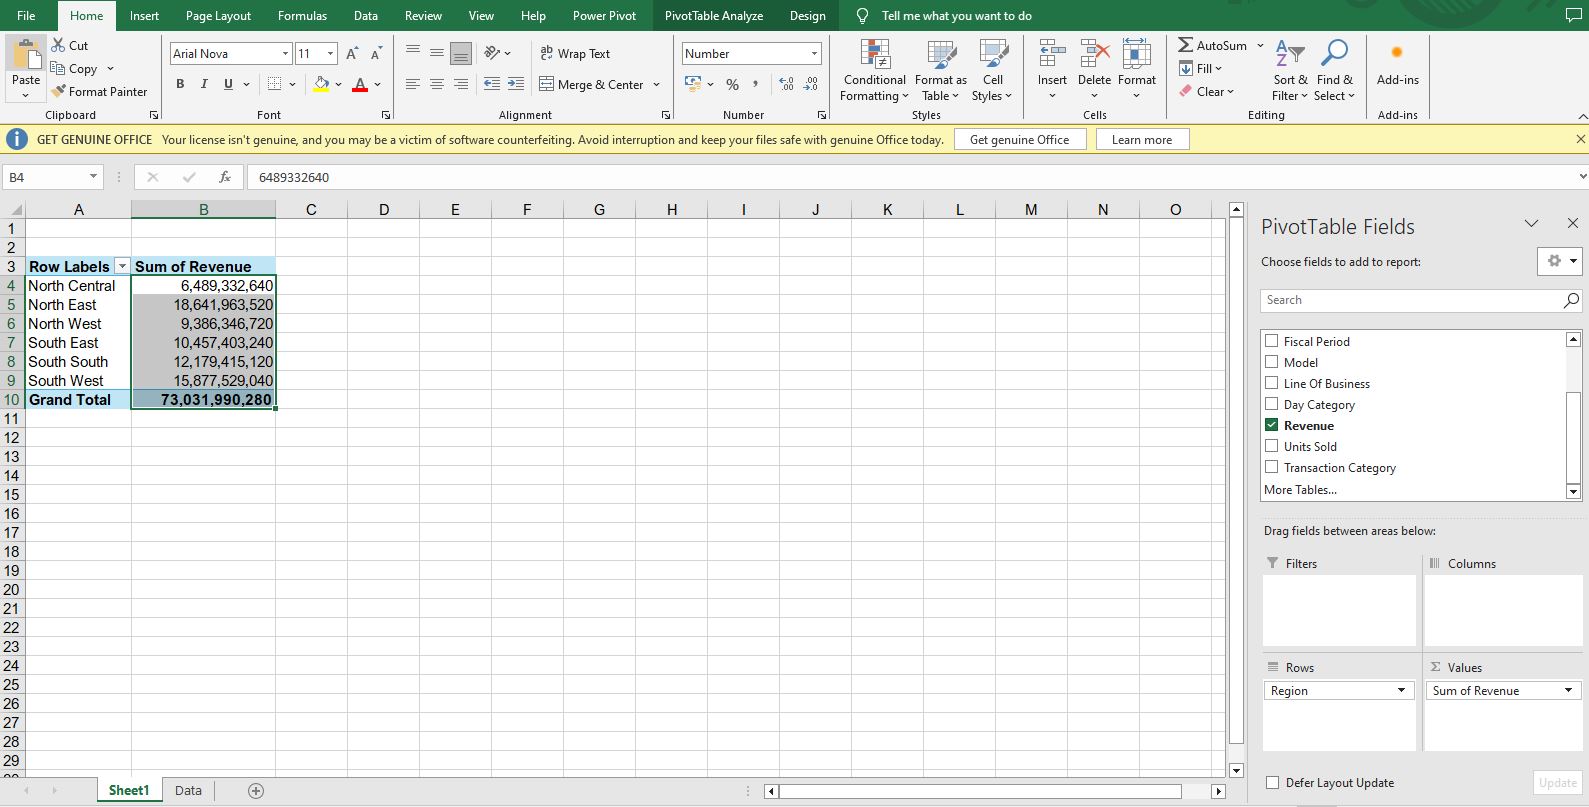 File Home Insert Page Layout Formulas Data Review View Help Power Pivot PivotTable Analyze Design Tell me what you want to do
Paste Cut Copy Format Painter
Clipboard
Arial Nova 11 A A
B I U A
Font
ab Wrap Text
Merge & Center
Alignment
Number
% , .00 .00
Number
Conditional Formatting Format as Table Cell Styles
Styles
Insert Delete Format
Cells
AutoSum Fill Clear Sort & Filter Find & Select
Editing
Add-ins
Add-ins
GET GENUINE OFFICE Your license isn't genuine, and you may be a victim of software counterfeiting. Avoid interruption and keep your files safe with genuine Office today. Get genuine Office Learn more
B4 fx 6489332640
A B C D E F G H I J K L M N O
1
2
3 Row Labels Sum of Revenue
4 North Central 6,489,332,640
5 North East 18,641,963,520
6 North West 9,386,346,720
7 South East 10,457,403,240
8 South South 12,179,415,120
9 South West 15,877,529,040
10 Grand Total 73,031,990,280
11
12
13
14
15
16
17
18
19
20
21
22
23
24
25
26
27
28
29
Sheet1 Data
PivotTable Fields
Choose fields to add to report:
Search
Fiscal Period
Model
Line Of Business
Day Category
Revenue
Units Sold
Transaction Category
More Tables...
Drag fields between areas below:
Filters Columns
Rows Σ Values
Region Sum of Revenue
Defer Layout Update Update